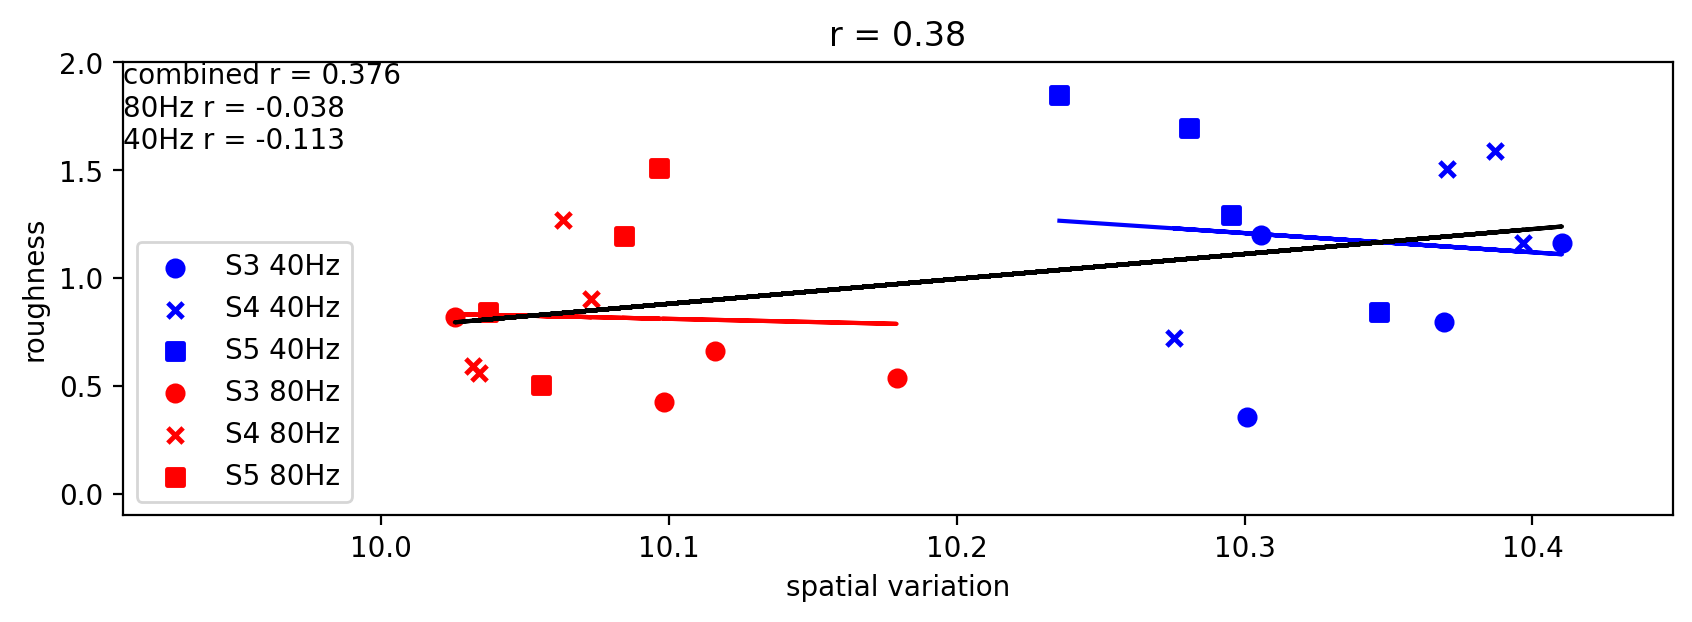 r = 0.38
combined r = 0.376
80Hz r = -0.038
40Hz r = -0.113
2.0
1.5
1.0
0.5
0.0
roughness
S3 40Hz
S4 40Hz
S5 40Hz
S3 80Hz
S4 80Hz
S5 80Hz
10.0 10.1 10.2 10.3 10.4
spatial variation